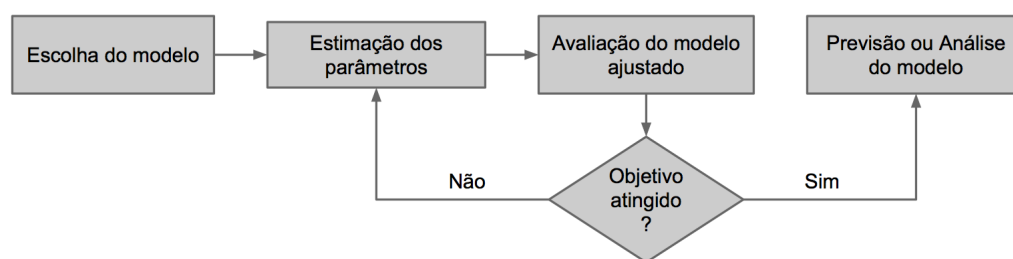 Escolha do modelo
Estimação dos
parâmetros
Avaliação do modelo
ajustado
Previsão ou Análise
do modelo
Objetivo
atingido
?
Não
Sim